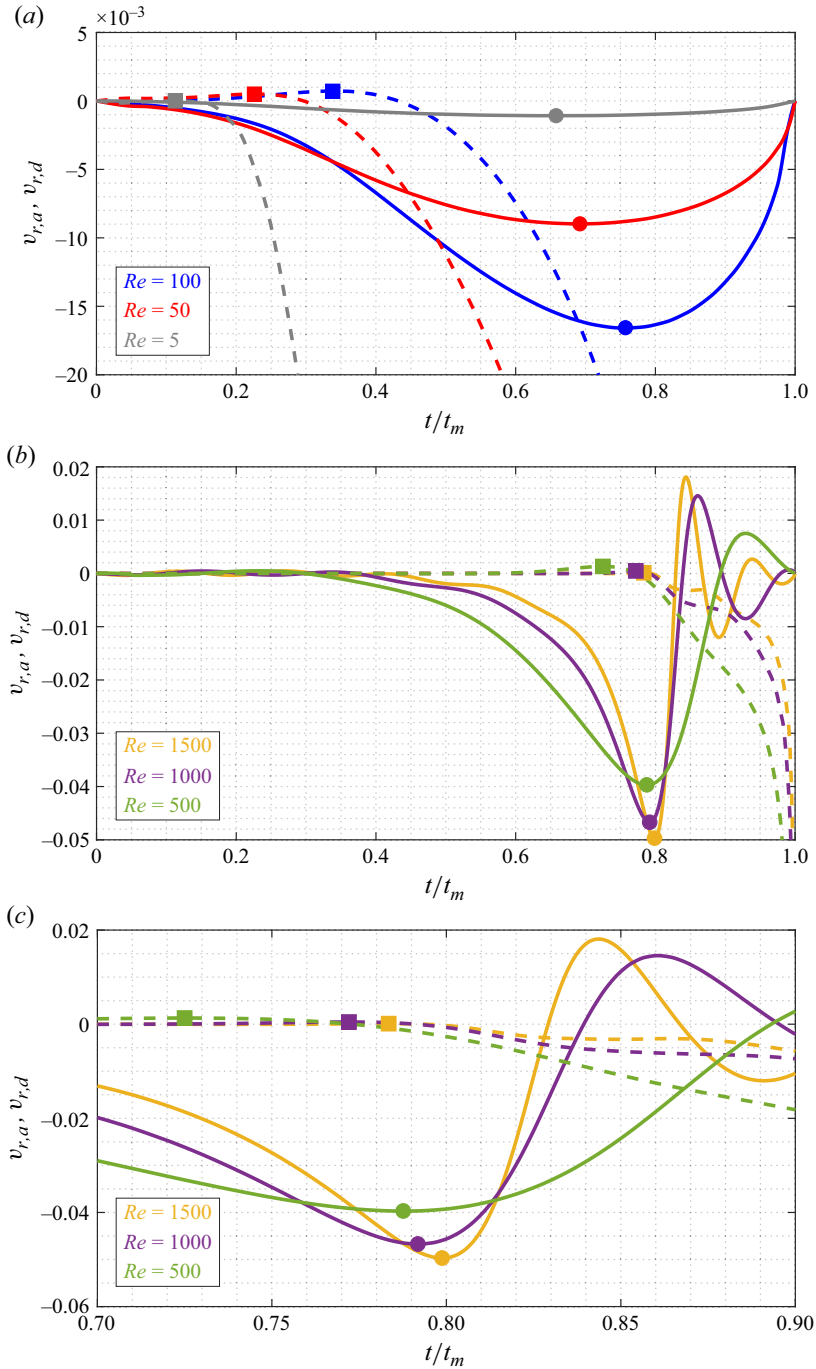 (a)
×10⁻³
5
0
–5
–10
–15
–20
v_{r,a}, v_{r,d}
Re = 100
Re = 50
Re = 5
0
0.2
0.4
0.6
0.8
1.0
t/t_m
(b)
0.02
0.01
0
–0.01
–0.02
–0.03
–0.04
–0.05
v_{r,a}, v_{r,d}
Re = 1500
Re = 1000
Re = 500
0
0.2
0.4
0.6
0.8
1.0
t/t_m
(c)
0.02
0
–0.02
–0.04
–0.06
v_{r,a}, v_{r,d}
Re = 1500
Re = 1000
Re = 500
0.70
0.75
0.80
0.85
0.90
t/t_m